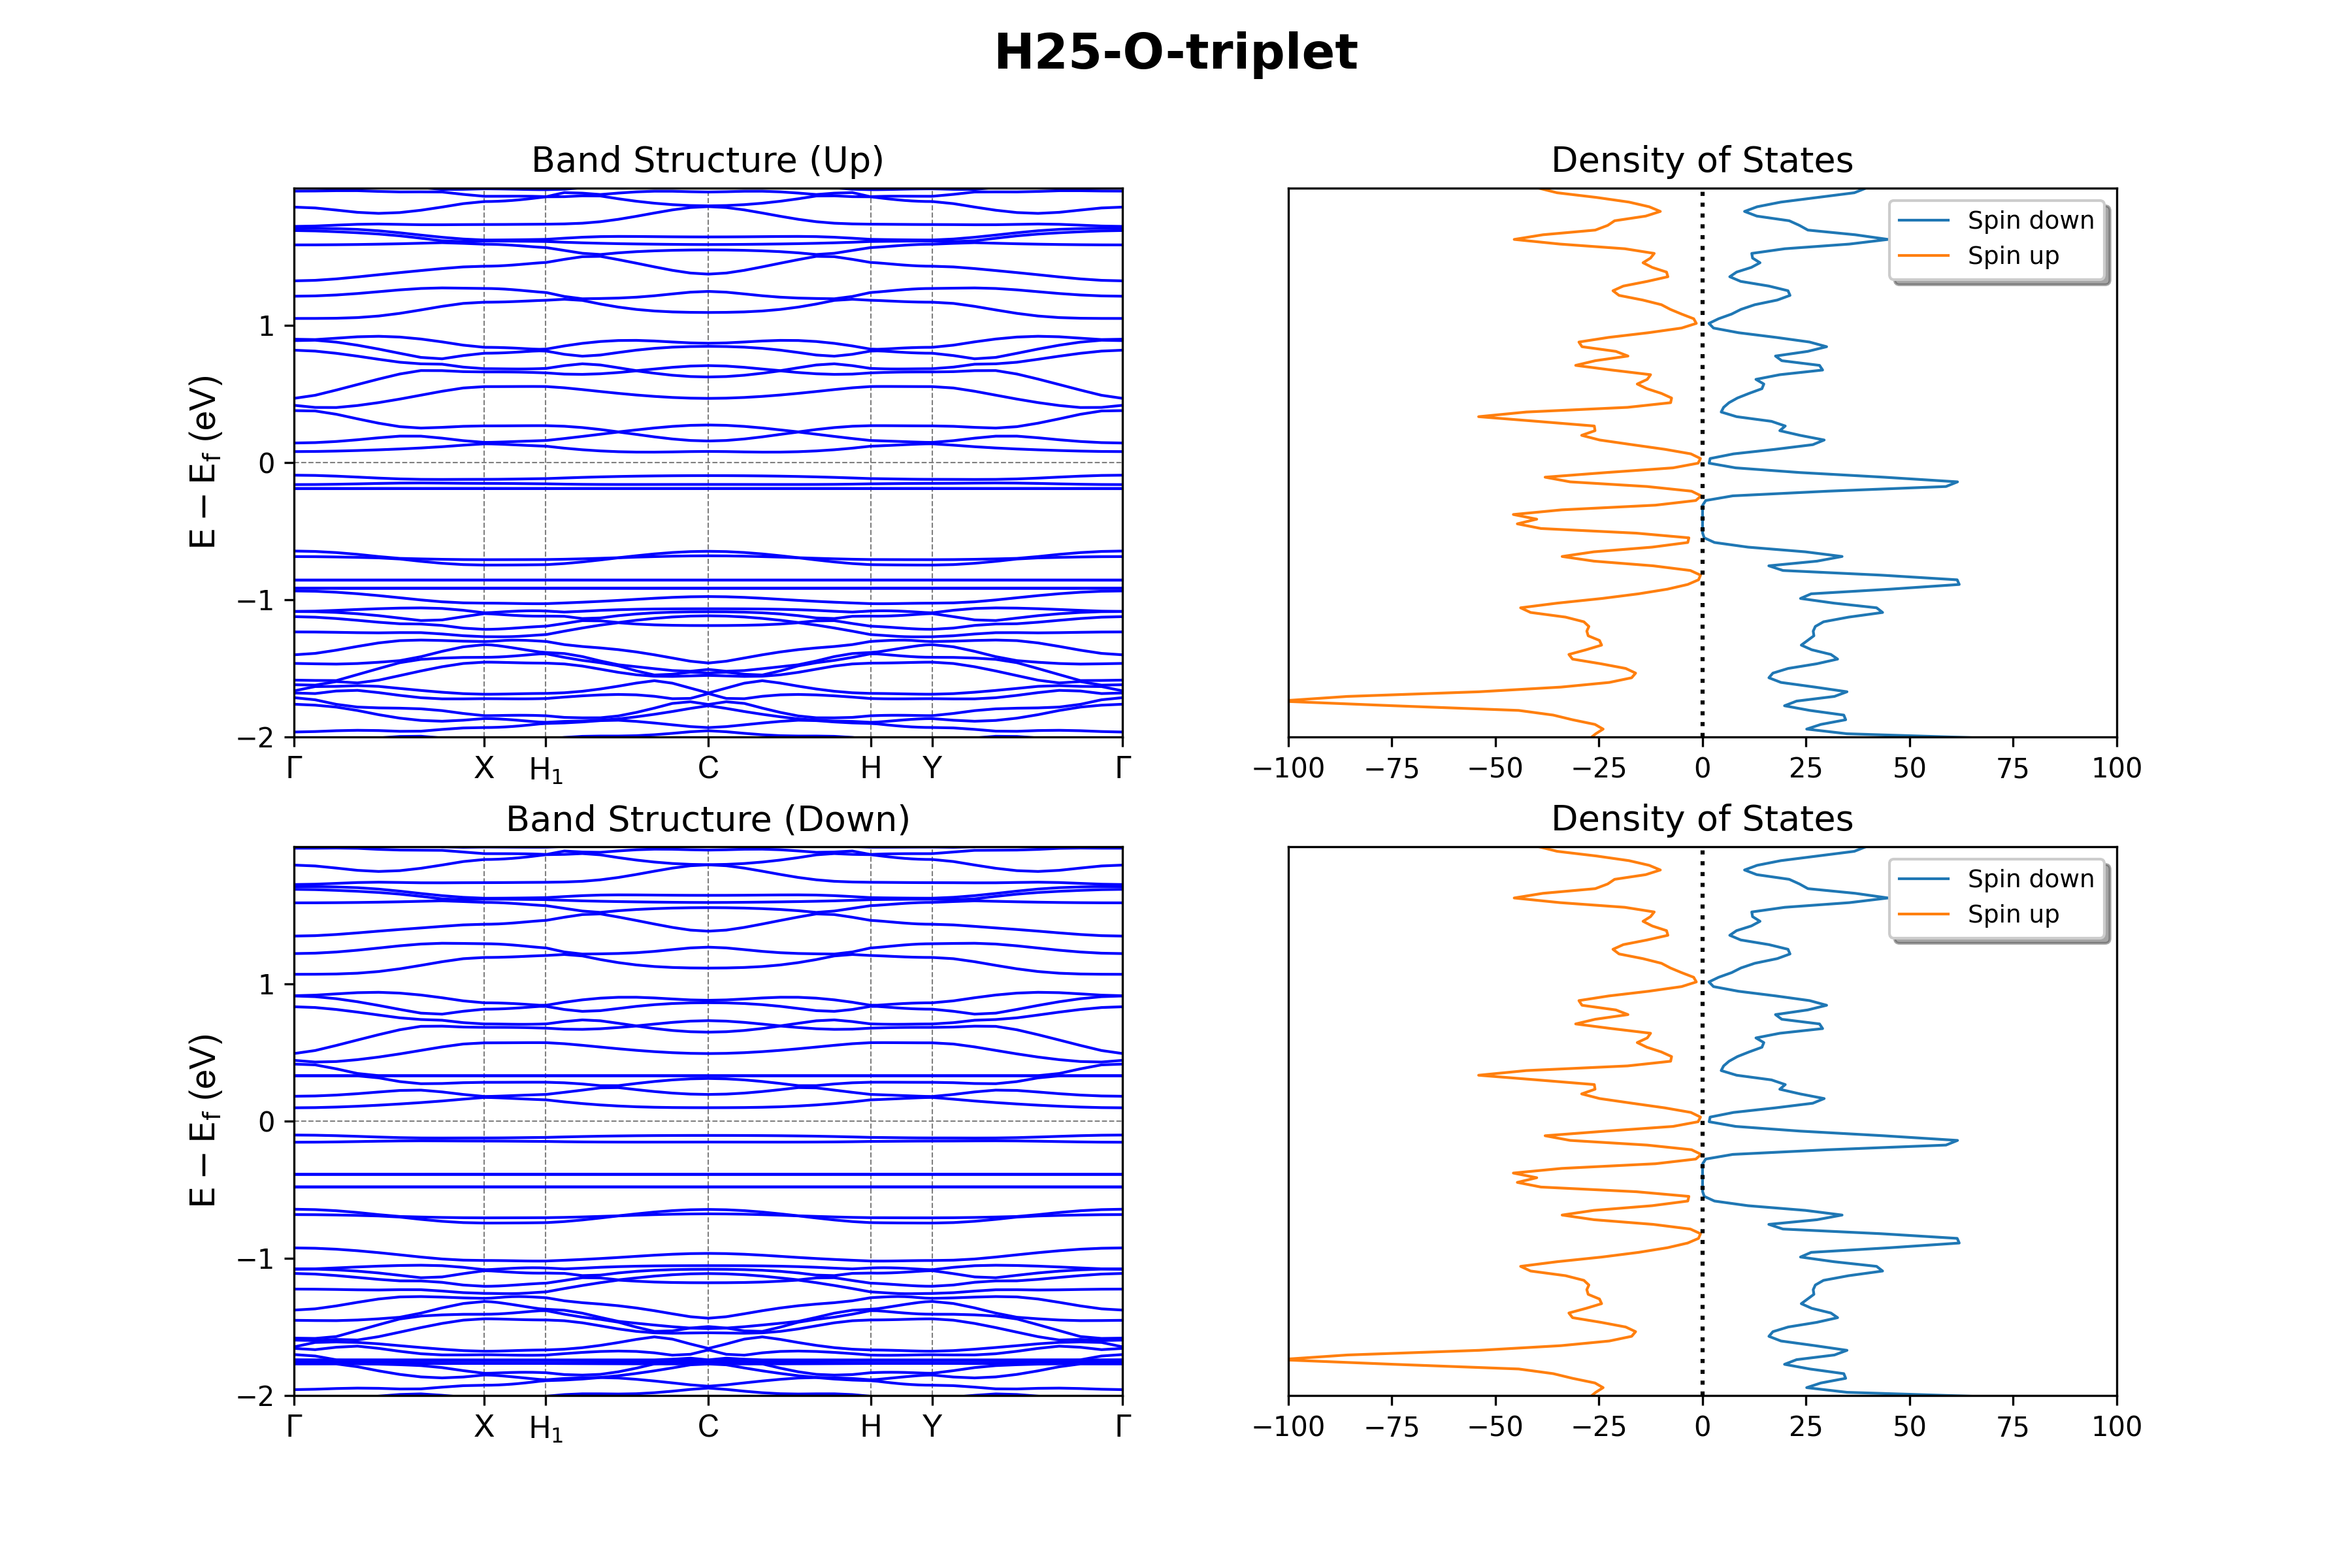 H25-O-triplet
Band Structure (Up)
E − E_f (eV)
1
0
−1
−2
Γ X H₁ C H Y Γ
Density of States
Spin down
Spin up
−100 −75 −50 −25 0 25 50 75 100
Band Structure (Down)
E − E_f (eV)
1
0
−1
−2
Γ X H₁ C H Y Γ
Density of States
Spin down
Spin up
−100 −75 −50 −25 0 25 50 75 100